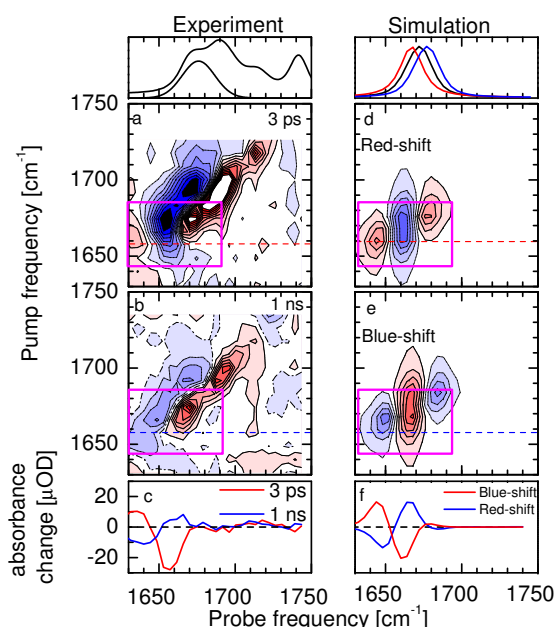 Experiment
Simulation
1750
a
3 ps
d
Red-shift
1700
1650
1750
b
1 ns
e
Blue-shift
1700
1650
Pump frequency [cm⁻¹]
20
0
-20
absorbance
change [μOD]
c
3 ps
1 ns
f
Blue-shift
Red-shift
1650
1700
1750
1650
1700
1750
Probe frequency [cm⁻¹]